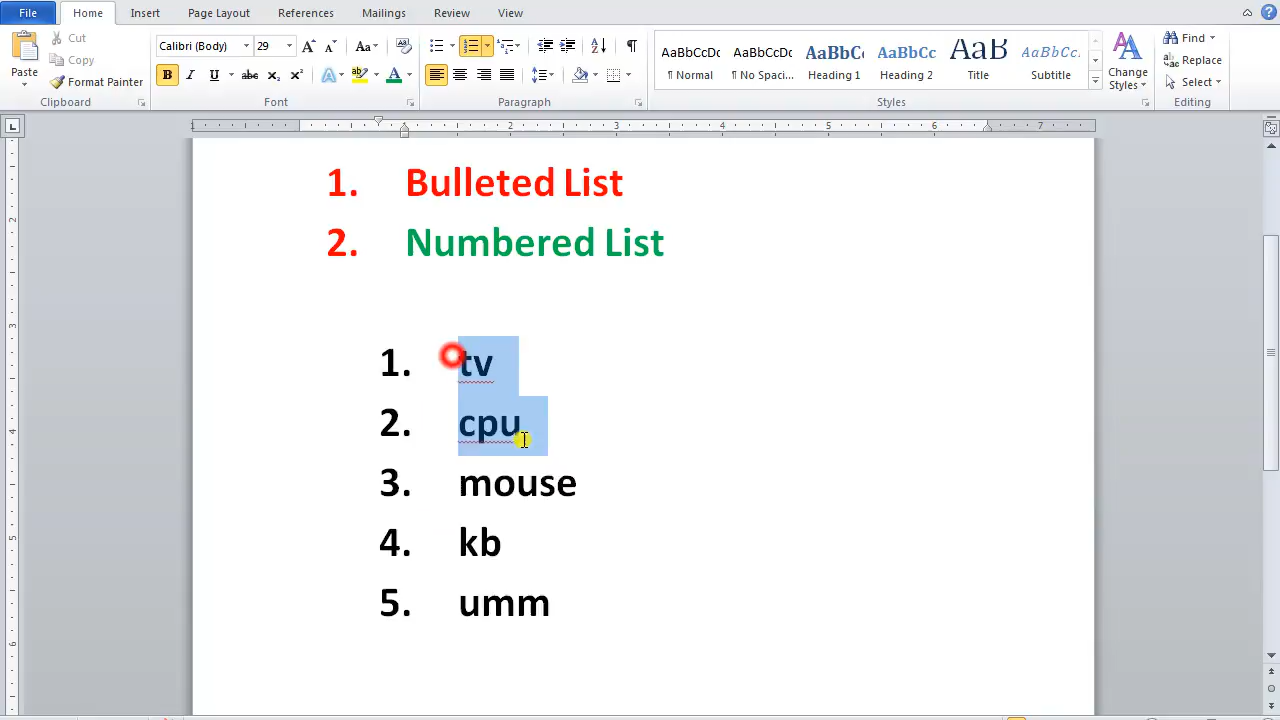 File Home Insert Page Layout References Mailings Review View
Paste
Cut
Copy
Format Painter
Clipboard
Calibri (Body) 29
Font
Paragraph
AaBbCcDc AaBbCcDc AaBbC AaBbCc AaB AaBbCc
¶ Normal ¶ No Spaci... Heading 1 Heading 2 Title Subtitle
Change
Styles
Styles
Find
Replace
Select
Editing
1. Bulleted List
2. Numbered List
1. tv
2. cpu
3. mouse
4. kb
5. umm